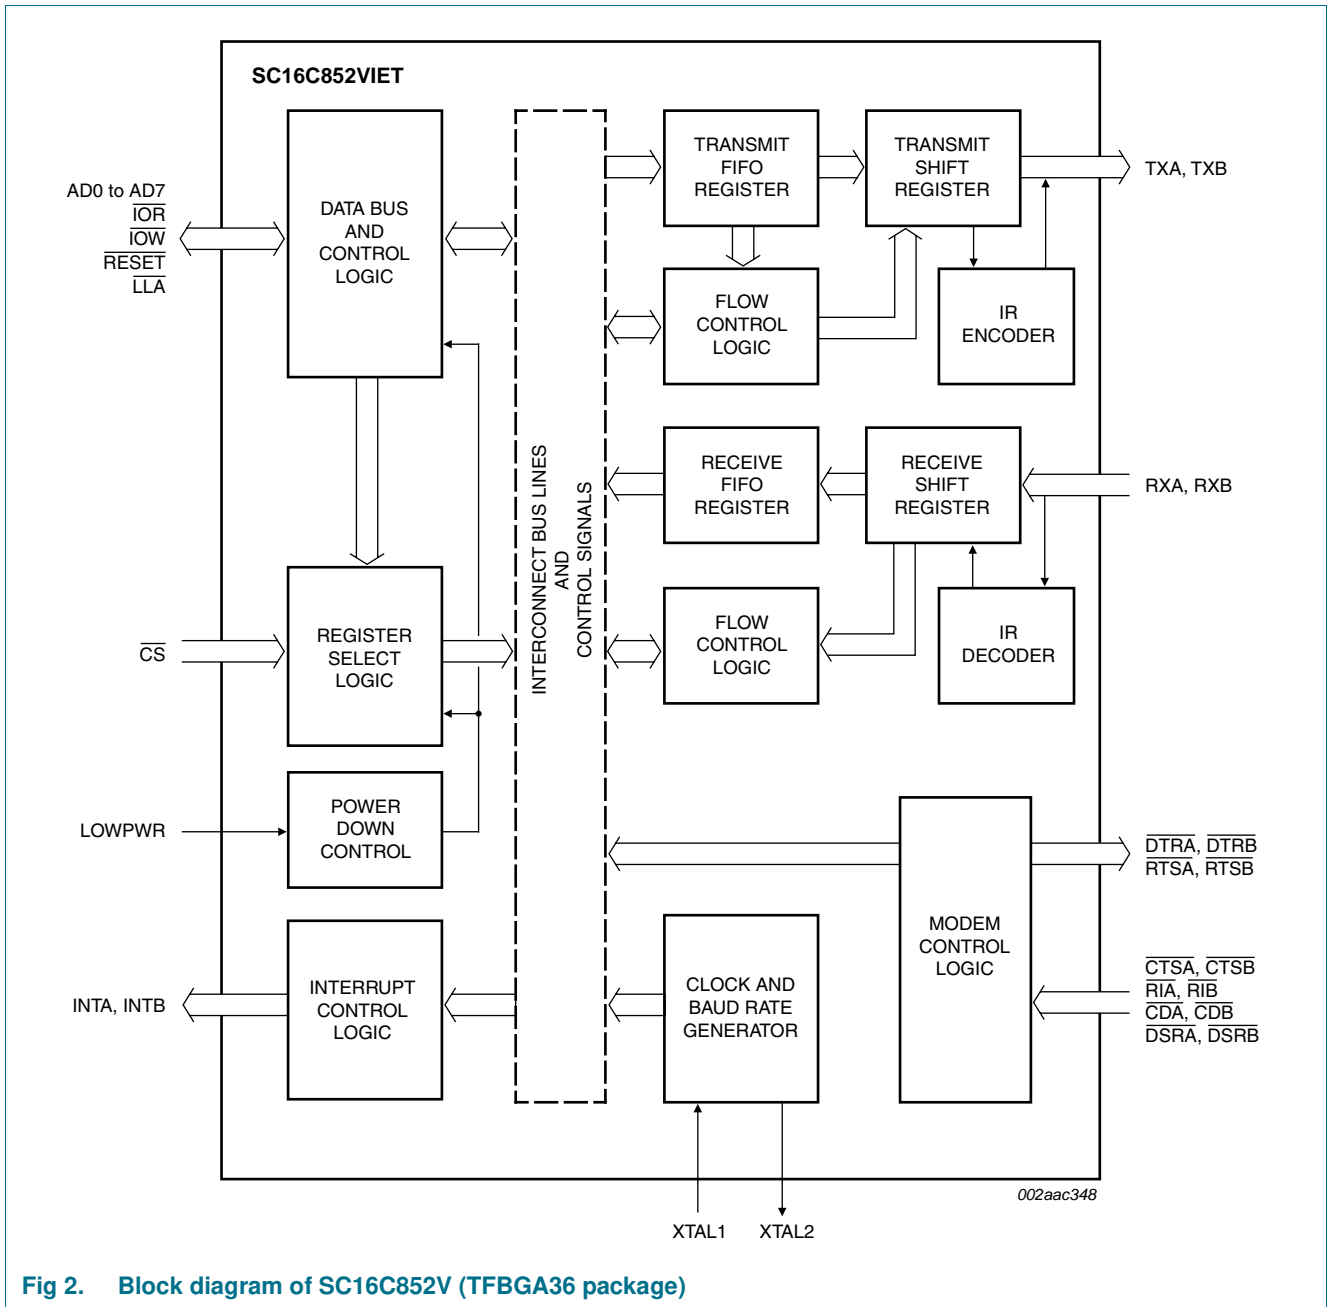 SC16C852VIET
AD0 to AD7
IOR
IOW
RESET
LLA
DATA BUS
AND
CONTROL
LOGIC
TRANSMIT
FIFO
REGISTER
TRANSMIT
SHIFT
REGISTER
TXA, TXB
FLOW
CONTROL
LOGIC
IR
ENCODER
INTERCONNECT BUS LINES
AND
CONTROL SIGNALS
RECEIVE
FIFO
REGISTER
RECEIVE
SHIFT
REGISTER
RXA, RXB
CS
REGISTER
SELECT
LOGIC
FLOW
CONTROL
LOGIC
IR
DECODER
LOWPWR
POWER
DOWN
CONTROL
DTRA, DTRB
RTSA, RTSB
MODEM
CONTROL
LOGIC
INTA, INTB
INTERRUPT
CONTROL
LOGIC
CLOCK AND
BAUD RATE
GENERATOR
CTSA, CTSB
RIA, RIB
CDA, CDB
DSRA, DSRB
002aac348
XTAL1
XTAL2
Fig 2. Block diagram of SC16C852V (TFBGA36 package)